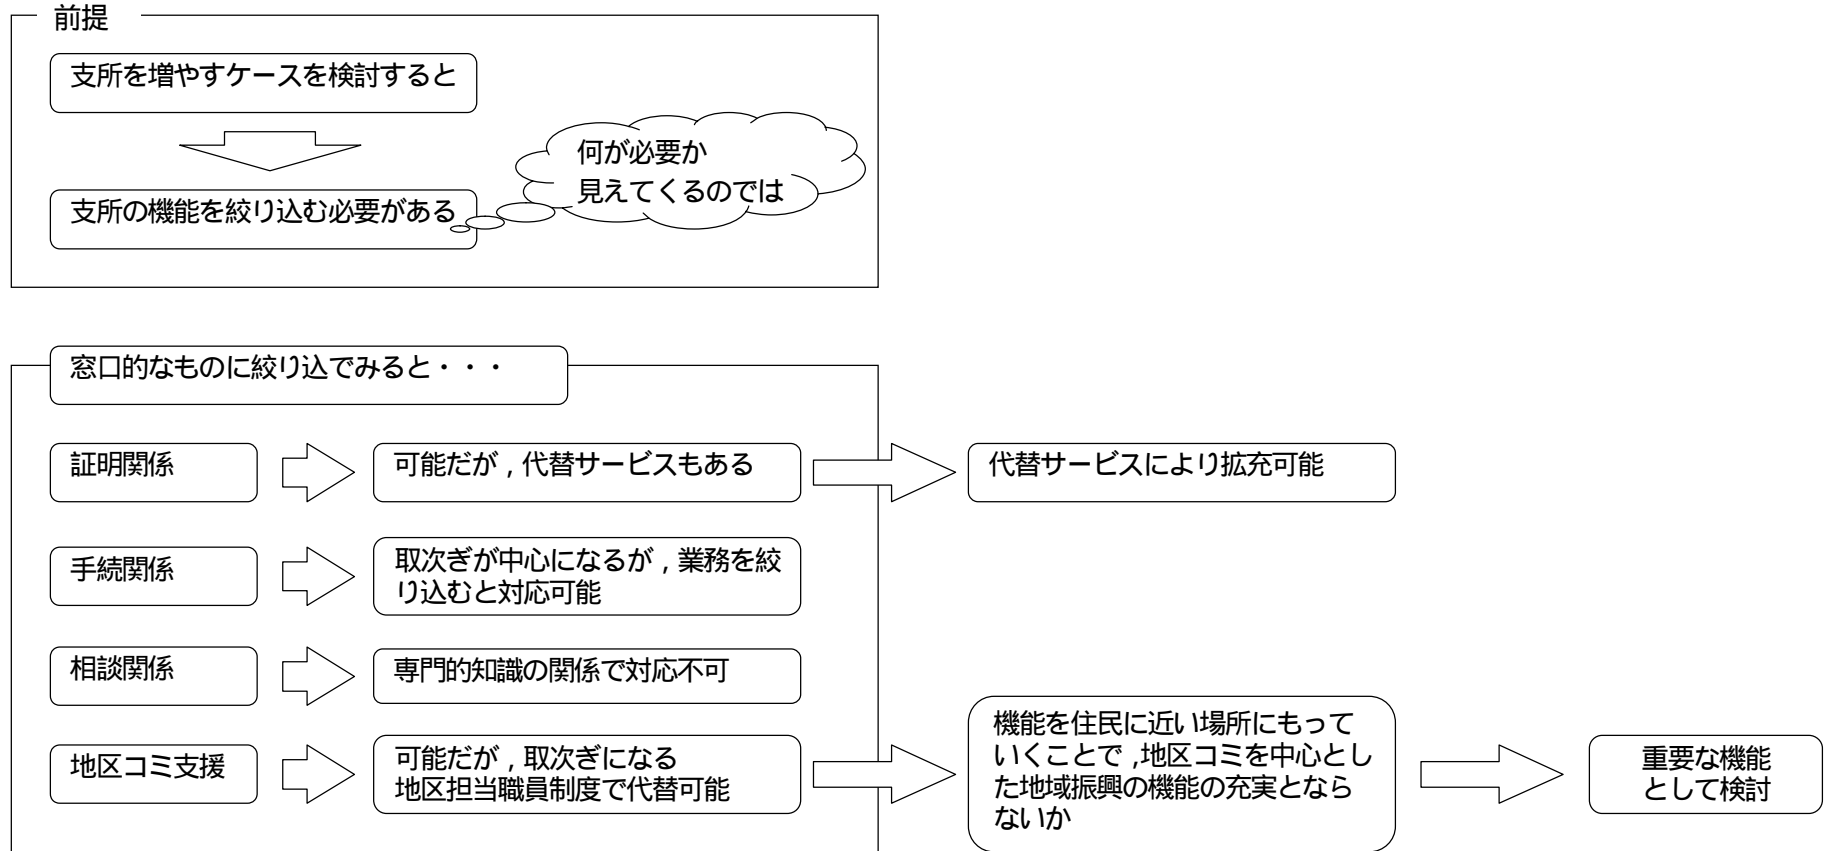 前提
支所を増やすケースを検討すると
何が必要か
見えてくるのでは
支所の機能を絞り込む必要がある
窓口的なものに絞り込でみると・・・
証明関係
可能だが，代替サービスもある
代替サービスにより拡充可能
手続関係
取次ぎが中心になるが，業務を絞
り込むと対応可能
相談関係
専門的知識の関係で対応不可
地区コミ支援
可能だが，取次ぎになる
地区担当職員制度で代替可能
機能を住民に近い場所にもって
いくことで，地区コミを中心とし
た地域振興の機能の充実となら
ないか
重要な機能
として検討